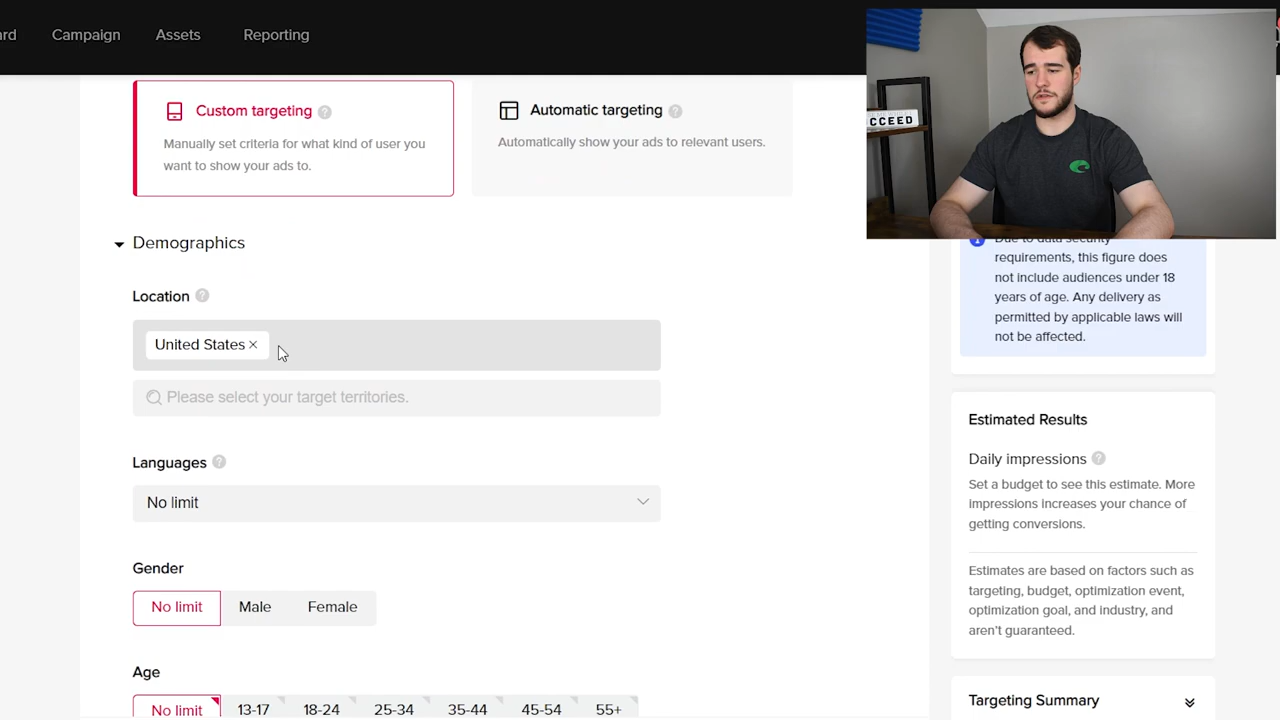 Campaign
Assets
Reporting
CCEED
Custom targeting ?
Manually set criteria for what kind of user you
want to show your ads to.
Automatic targeting ?
Automatically show your ads to relevant users.
Demographics
Location ?
United States ×
Please select your target territories.
Languages ?
No limit
Gender
No limit
Male
Female
Age
No limit
13-17
18-24
25-34
35-44
45-54
55+
Due to data security
requirements, this figure does
not include audiences under 18
years of age. Any delivery as
permitted by applicable laws will
not be affected.
Estimated Results
Daily impressions ?
Set a budget to see this estimate. More
impressions increases your chance of
getting conversions.
Estimates are based on factors such as
targeting, budget, optimization event,
optimization goal, and industry, and
aren't guaranteed.
Targeting Summary